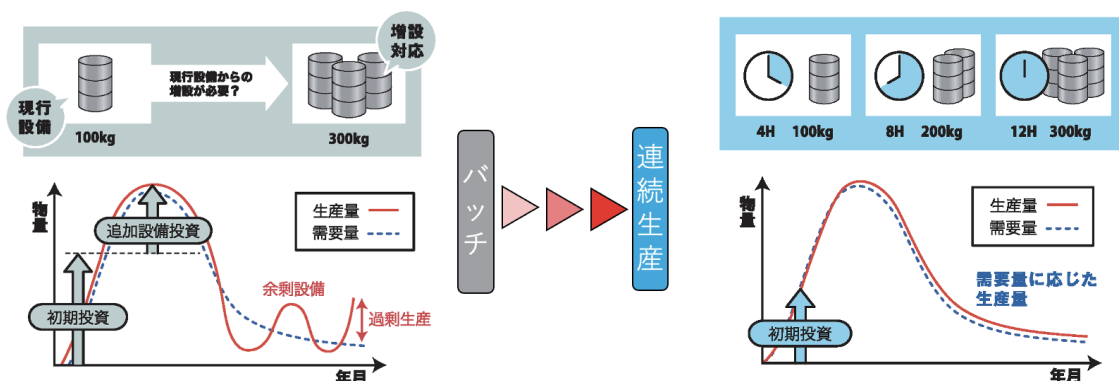 増設
対応
現行設備からの
増設が必要？
現行
設備
100kg
300kg
物量
生産量
需要量
追加設備投資
余剰設備
過剰生産
初期投資
年月
バッチ
連続生産
4H 100kg
8H 200kg
12H 300kg
物量
生産量
需要量
需要量に応じた
生産量
初期投資
年月